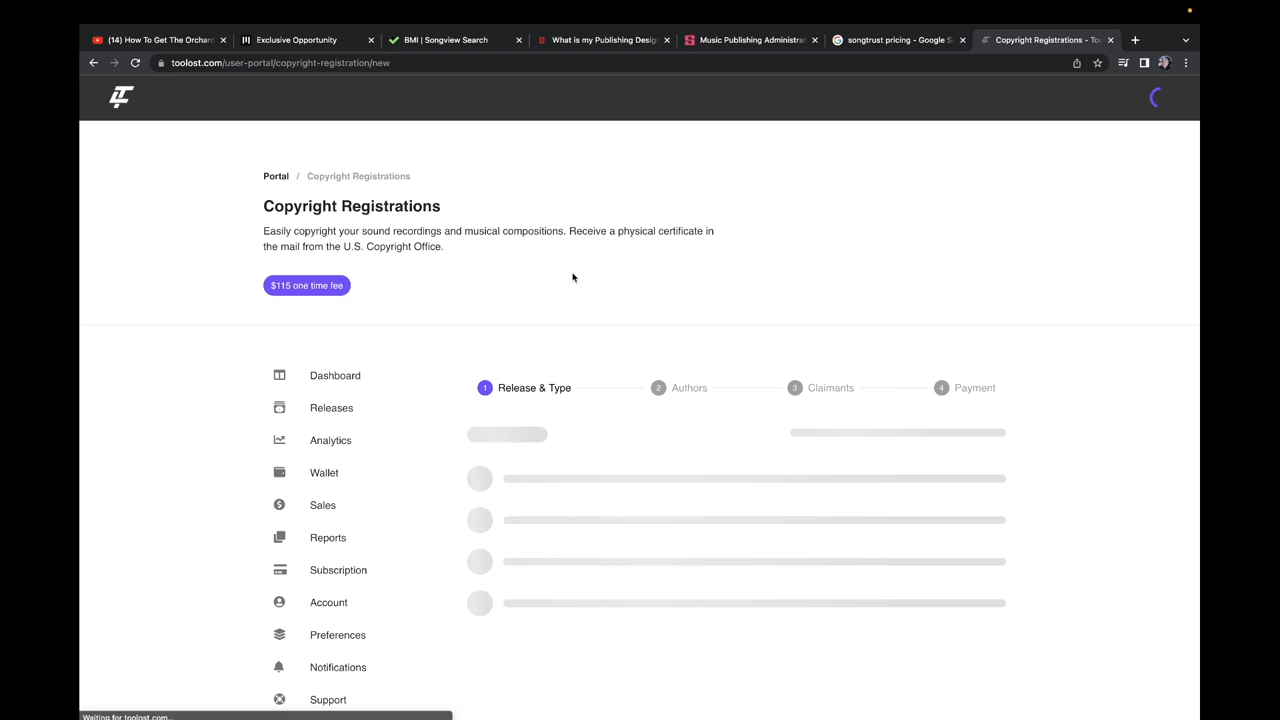 (14) How To Get The Orchard
Exclusive Opportunity
BMI | Songview Search
What is my Publishing Desig
Music Publishing Administrat
songtrust pricing - Google S
Copyright Registrations - Too
toolost.com/user-portal/copyright-registration/new
Portal / Copyright Registrations
Copyright Registrations
Easily copyright your sound recordings and musical compositions. Receive a physical certificate in
the mail from the U.S. Copyright Office.
$115 one time fee
1 Release & Type
2 Authors
3 Claimants
4 Payment
Dashboard
Releases
Analytics
Wallet
Sales
Reports
Subscription
Account
Preferences
Notifications
Support
Waiting for toolost.com...